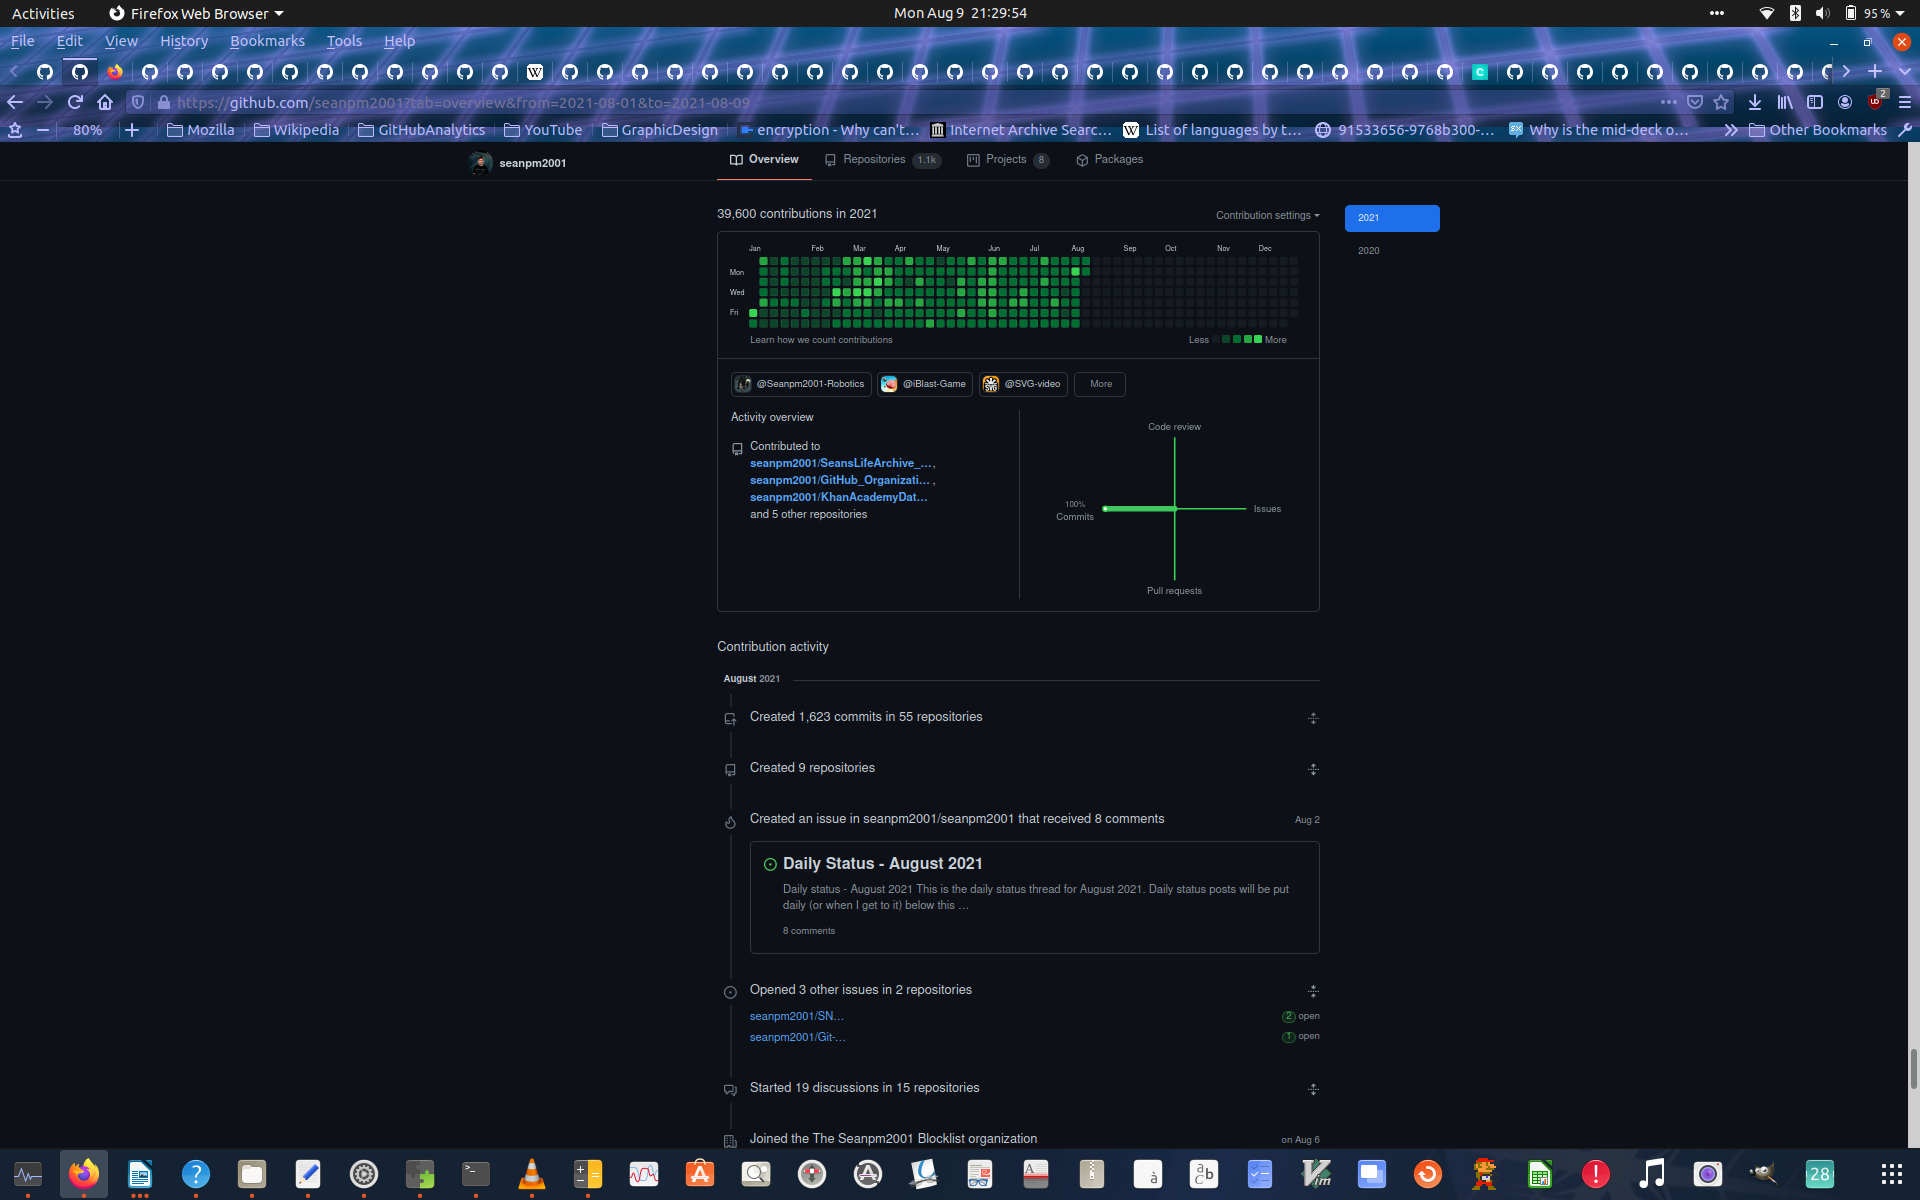 Activities
Firefox Web Browser
Mon Aug 9 21:29:54
95 %
File Edit View History Bookmarks Tools Help
https://github.com/seanpm2001?tab=overview&from=2021-08-01&to=2021-08-09
2
80%
Mozilla
Wikipedia
GitHubAnalytics
YouTube
GraphicDesign
encryption - Why can't…
Internet Archive Searc…
List of languages by t…
91533656-9768b300-…
Why is the mid-deck o…
Other Bookmarks
seanpm2001
Overview
Repositories 1.1k
Projects 8
Packages
39,600 contributions in 2021
Contribution settings
2021
2020
Jan Feb Mar Apr May Jun Jul Aug Sep Oct Nov Dec
Mon
Wed
Fri
Learn how we count contributions
Less
More
@Seanpm2001-Robotics
@iBlast-Game
@SVG-video
More
Activity overview
Contributed to
seanpm2001/SeansLifeArchive_…,
seanpm2001/GitHub_Organizati… ,
seanpm2001/KhanAcademyDat…
and 5 other repositories
Code review
100%
Commits
Issues
Pull requests
Contribution activity
August 2021
Created 1,623 commits in 55 repositories
Created 9 repositories
Created an issue in seanpm2001/seanpm2001 that received 8 comments
Aug 2
Daily Status - August 2021
Daily status - August 2021 This is the daily status thread for August 2021. Daily status posts will be put
daily (or when I get to it) below this …
8 comments
Opened 3 other issues in 2 repositories
seanpm2001/SN…
2 open
seanpm2001/Git-…
1 open
Started 19 discussions in 15 repositories
Joined the The Seanpm2001 Blocklist organization
on Aug 6
28